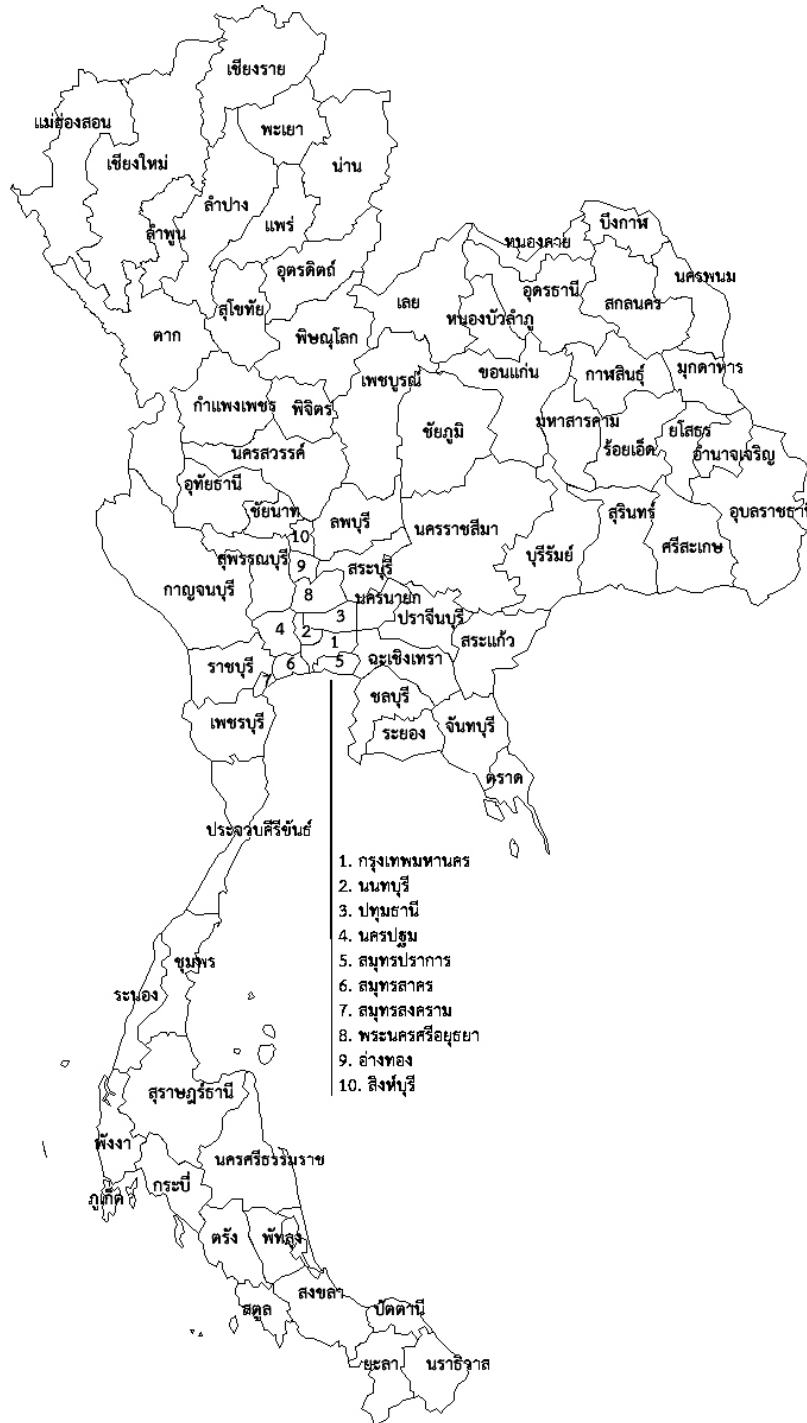 เชียงราย
แม่ฮ่องสอน
พะเยา
เชียงใหม่
น่าน
ลำปาง
แพร่
ลำพูน
บึงกาฬ
หนองคาย
อุตรดิตถ์
นครพนม
อุดรธานี
สกลนคร
เลย
สุโขทัย
หนองบัวลำภู
ตาก
พิษณุโลก
ขอนแก่น
มุกดาหาร
เพชบูรณ์
กาฬสินธุ์
กำแพงเพชร
พิจิตร
มหาสารคาม
ยโสธร
ชัยภูมิ
นครสวรรค์
ร้อยเอ็ด
อำนาจเจริญ
อุทัยธานี
ชัยนาท
สุรินทร์
อุบลราชธานี
ลพบุรี
นครราชสีมา
10
ศรีสะเกษ
สุพรรณบุรี
บุรีรัมย์
9
สระบุรี
กาญจนบุรี
8
นครนายก
3
ปราจีนบุรี
4
2
1
สระแก้ว
ฉะเชิงเทรา
ราชบุรี
6
5
7
ชลบุรี
เพชรบุรี
ระยอง
จันทบุรี
ตราด
ประจวบคีรีขันธ์
1. กรุงเทพมหานคร
2. นนทบุรี
3. ปทุมธานี
4. นครปฐม
5. สมุทรปราการ
6. สมุทรสาคร
7. สมุทรสงคราม
8. พระนครศรีอยุธยา
9. อ่างทอง
10. สิงห์บุรี
ชุมพร
ระนอง
สุราษฎร์ธานี
พังงา
นครศรีธรรมราช
กระบี่
ภูเก็ต
ตรัง
พัทลุง
สงขลา
สตูล
ปัตตานี
ยะลา
นราธิวาส